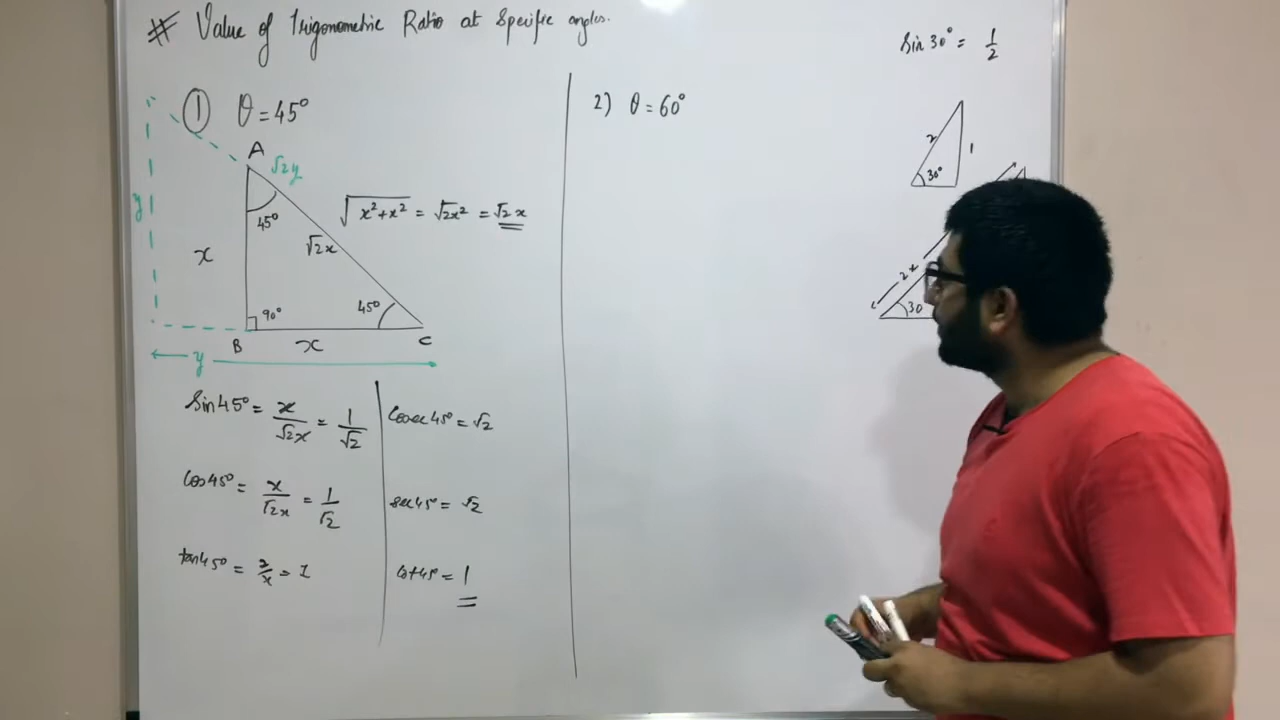 # Value of Trigonometric Ratio at Specific angles.
① θ = 45°
A
√2y
y
45°
√x²+x² = √2x² = √2 x
x
√2x
90°
45°
B
x
C
y
Sin45° = x/√2x = 1/√2
Cosec45° = √2
Cos45° = x/√2x = 1/√2
sec45° = √2
tan45° = x/x = 1
cot45° = 1
2) θ = 60°
Sin 30° = 1/2
2
1
30°
2x
30